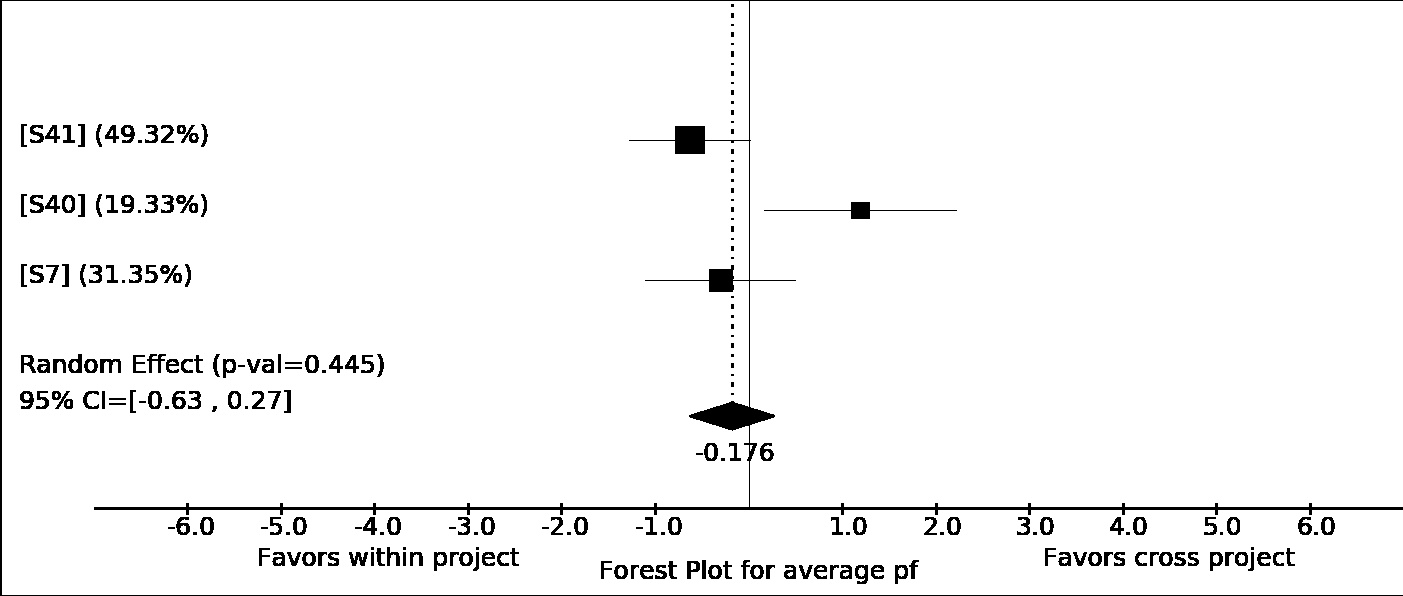 [S41] (49.32%)
[S40] (19.33%)
[S7] (31.35%)
Random Effect (p-val=0.445)
95% CI=[-0.63 , 0.27]
-0.176
-6.0 -5.0 -4.0 -3.0 -2.0 -1.0 1.0 2.0 3.0 4.0 5.0 6.0
Favors within project Favors cross project
Forest Plot for average pf